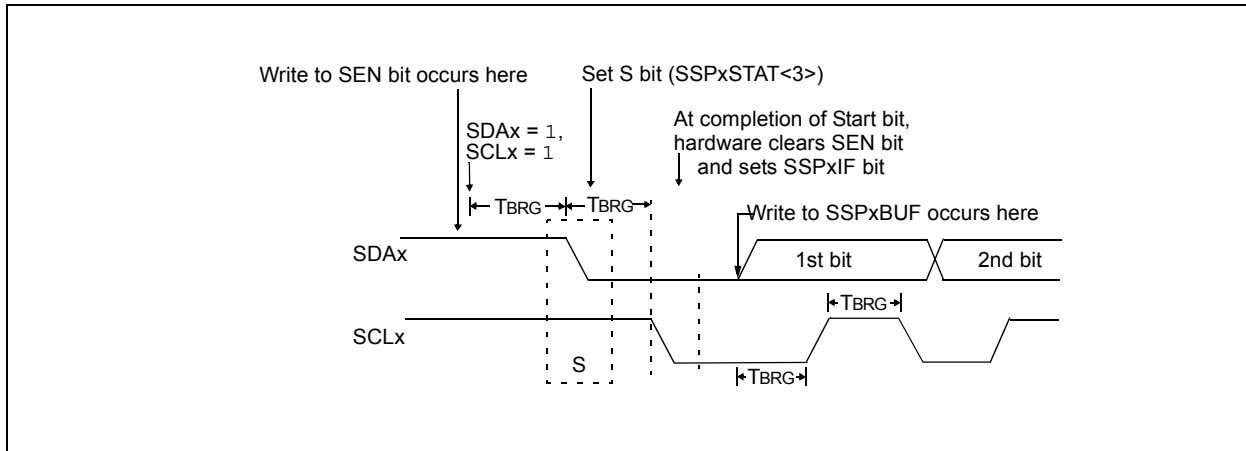 Write to SEN bit occurs here
Set S bit (SSPxSTAT<3>)
At completion of Start bit,
hardware clears SEN bit
and sets SSPxIF bit
SDAx = 1,
SCLx = 1
TBRG
TBRG
Write to SSPxBUF occurs here
SDAx
1st bit
2nd bit
TBRG
SCLx
S
TBRG